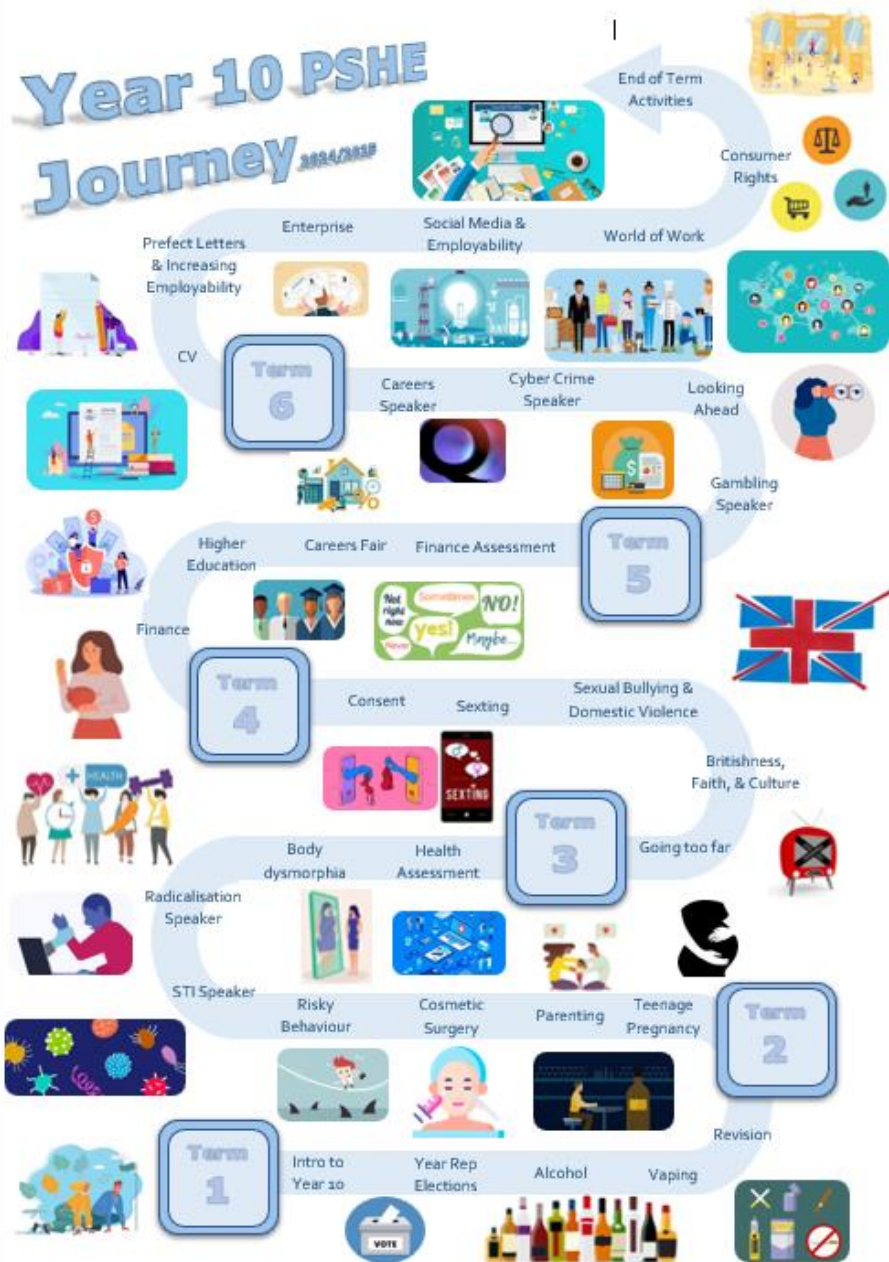 Year 10 PSHE
Journey
End of Term
Activities
Consumer
Rights
World of Work
Social Media &
Employability
Enterprise
Prefect Letters
& Increasing
Employability
CV
Term
6
Careers
Speaker
Cyber Crime
Speaker
Looking
Ahead
Gambling
Speaker
Term
5
Finance Assessment
Careers Fair
Higher
Education
Finance
Not
right
now
Sometimes
NO!
yes!
Never
Maybe...
Term
4
Consent
Sexting
Sexual Bullying &
Domestic Violence
Britishness,
Faith, & Culture
SEXTING
HEALTH
Going too far
Term
3
Health
Assessment
Body
dysmorphia
Radicalisation
Speaker
STI Speaker
Risky
Behaviour
Cosmetic
Surgery
Parenting
Teenage
Pregnancy
Term
2
Revision
Vaping
Alcohol
Year Rep
Elections
Intro to
Year 10
Term
1
VOTE